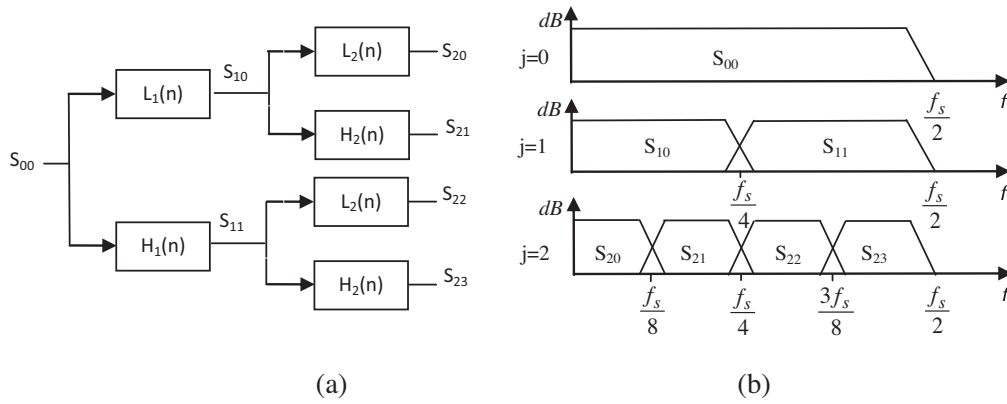 S00
L1(n)
H1(n)
S10
S11
L2(n)
H2(n)
L2(n)
H2(n)
S20
S21
S22
S23
(a)
dB
j=0
S00
f
fs/2
dB
j=1
S10
S11
f
fs/4
fs/2
dB
j=2
S20
S21
S22
S23
f
fs/8
fs/4
3fs/8
fs/2
(b)